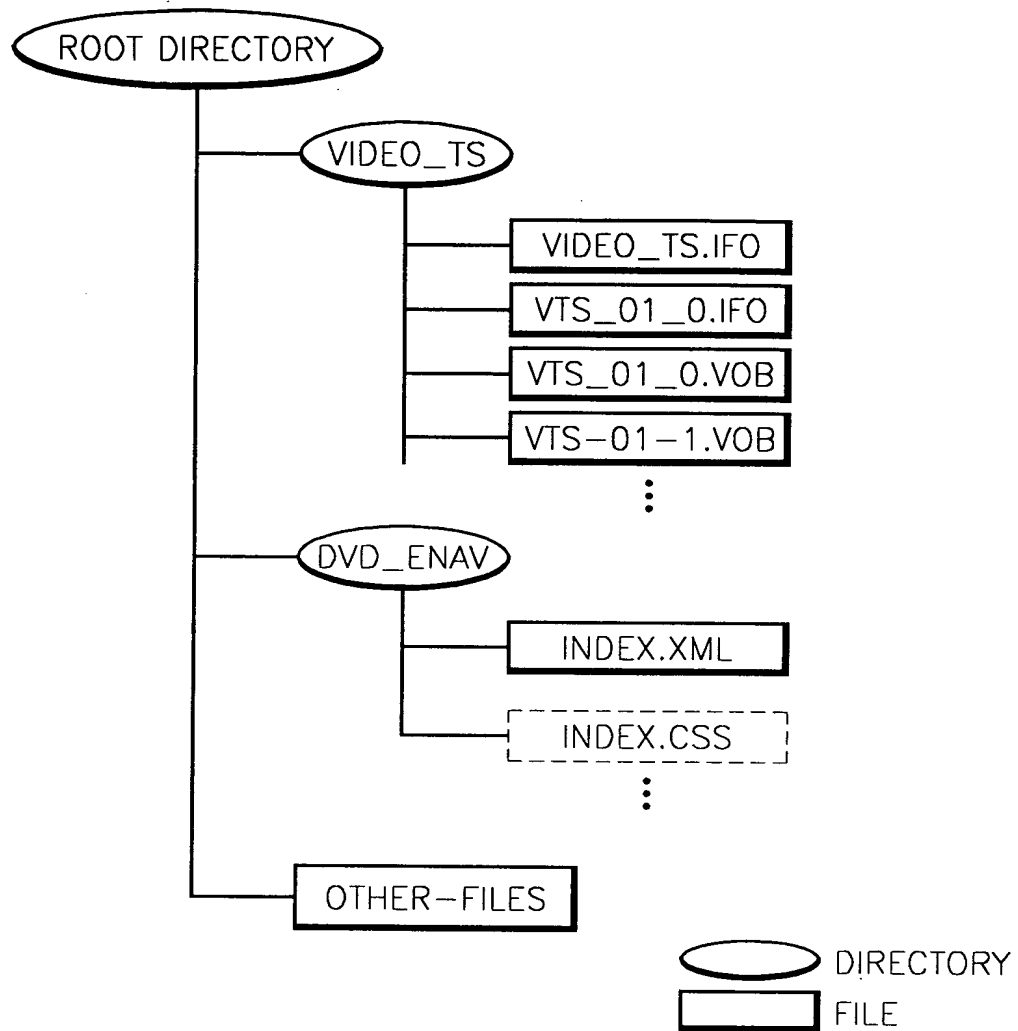 ROOT DIRECTORY
VIDEO_TS
VIDEO_TS.IFO
VTS_01_0.IFO
VTS_01_0.VOB
VTS-01-1.VOB
DVD_ENAV
INDEX.XML
INDEX.CSS
OTHER-FILES
DIRECTORY
FILE